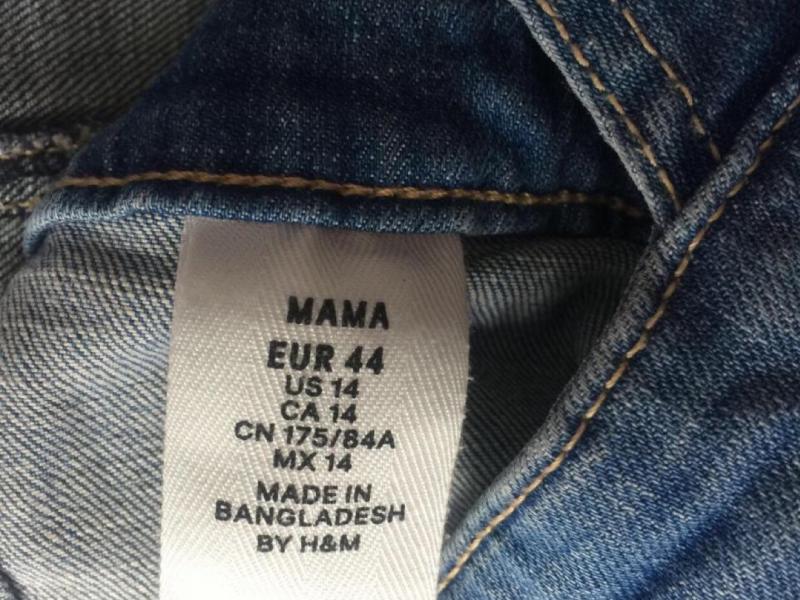 MAMA
EUR 44
US 14
CA 14
CN 175/84A
MX 14
MADE IN
BANGLADESH
BY H&M